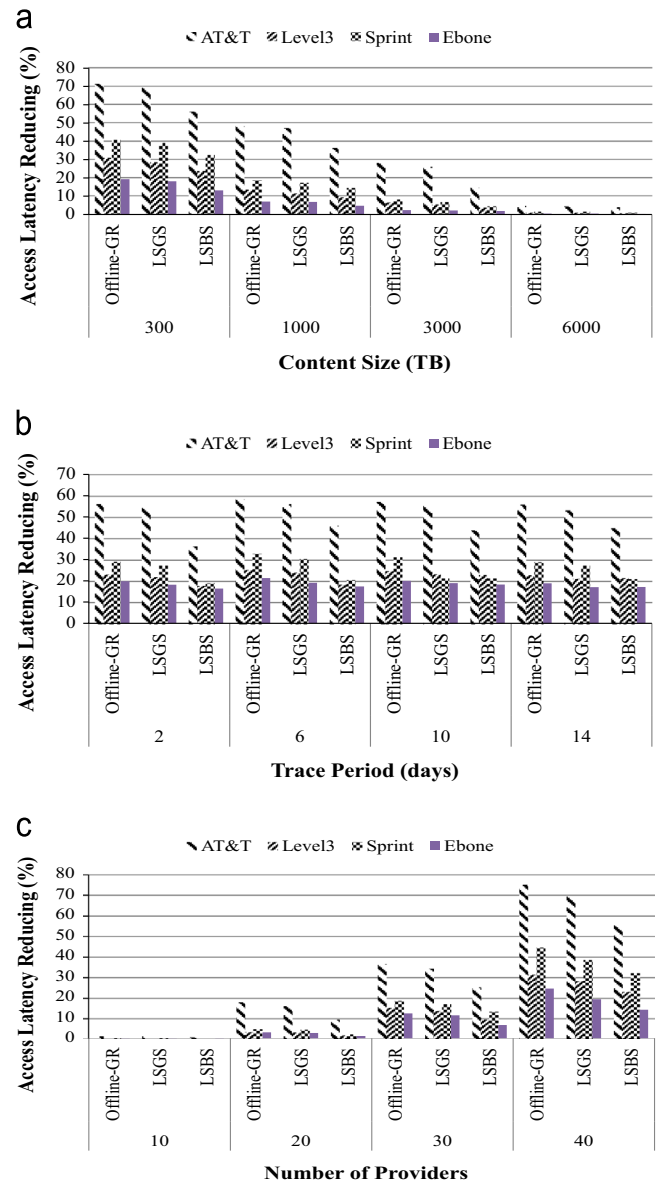 a
AT&T Level3 Sprint Ebone
Access Latency Reducing (%)
80
70
60
50
40
30
20
10
0
Offline-GR LSGS LSBS Offline-GR LSGS LSBS Offline-GR LSGS LSBS Offline-GR LSGS LSBS
300 1000 3000 6000
Content Size (TB)
b
AT&T Level3 Sprint Ebone
Access Latency Reducing (%)
70
60
50
40
30
20
10
0
Offline-GR LSGS LSBS Offline-GR LSGS LSBS Offline-GR LSGS LSBS Offline-GR LSGS LSBS
2 6 10 14
Trace Period (days)
c
AT&T Level3 Sprint Ebone
Access Latency Reducing (%)
80
70
60
50
40
30
20
10
0
Offline-GR LSGS LSBS Offline-GR LSGS LSBS Offline-GR LSGS LSBS Offline-GR LSGS LSBS
10 20 30 40
Number of Providers